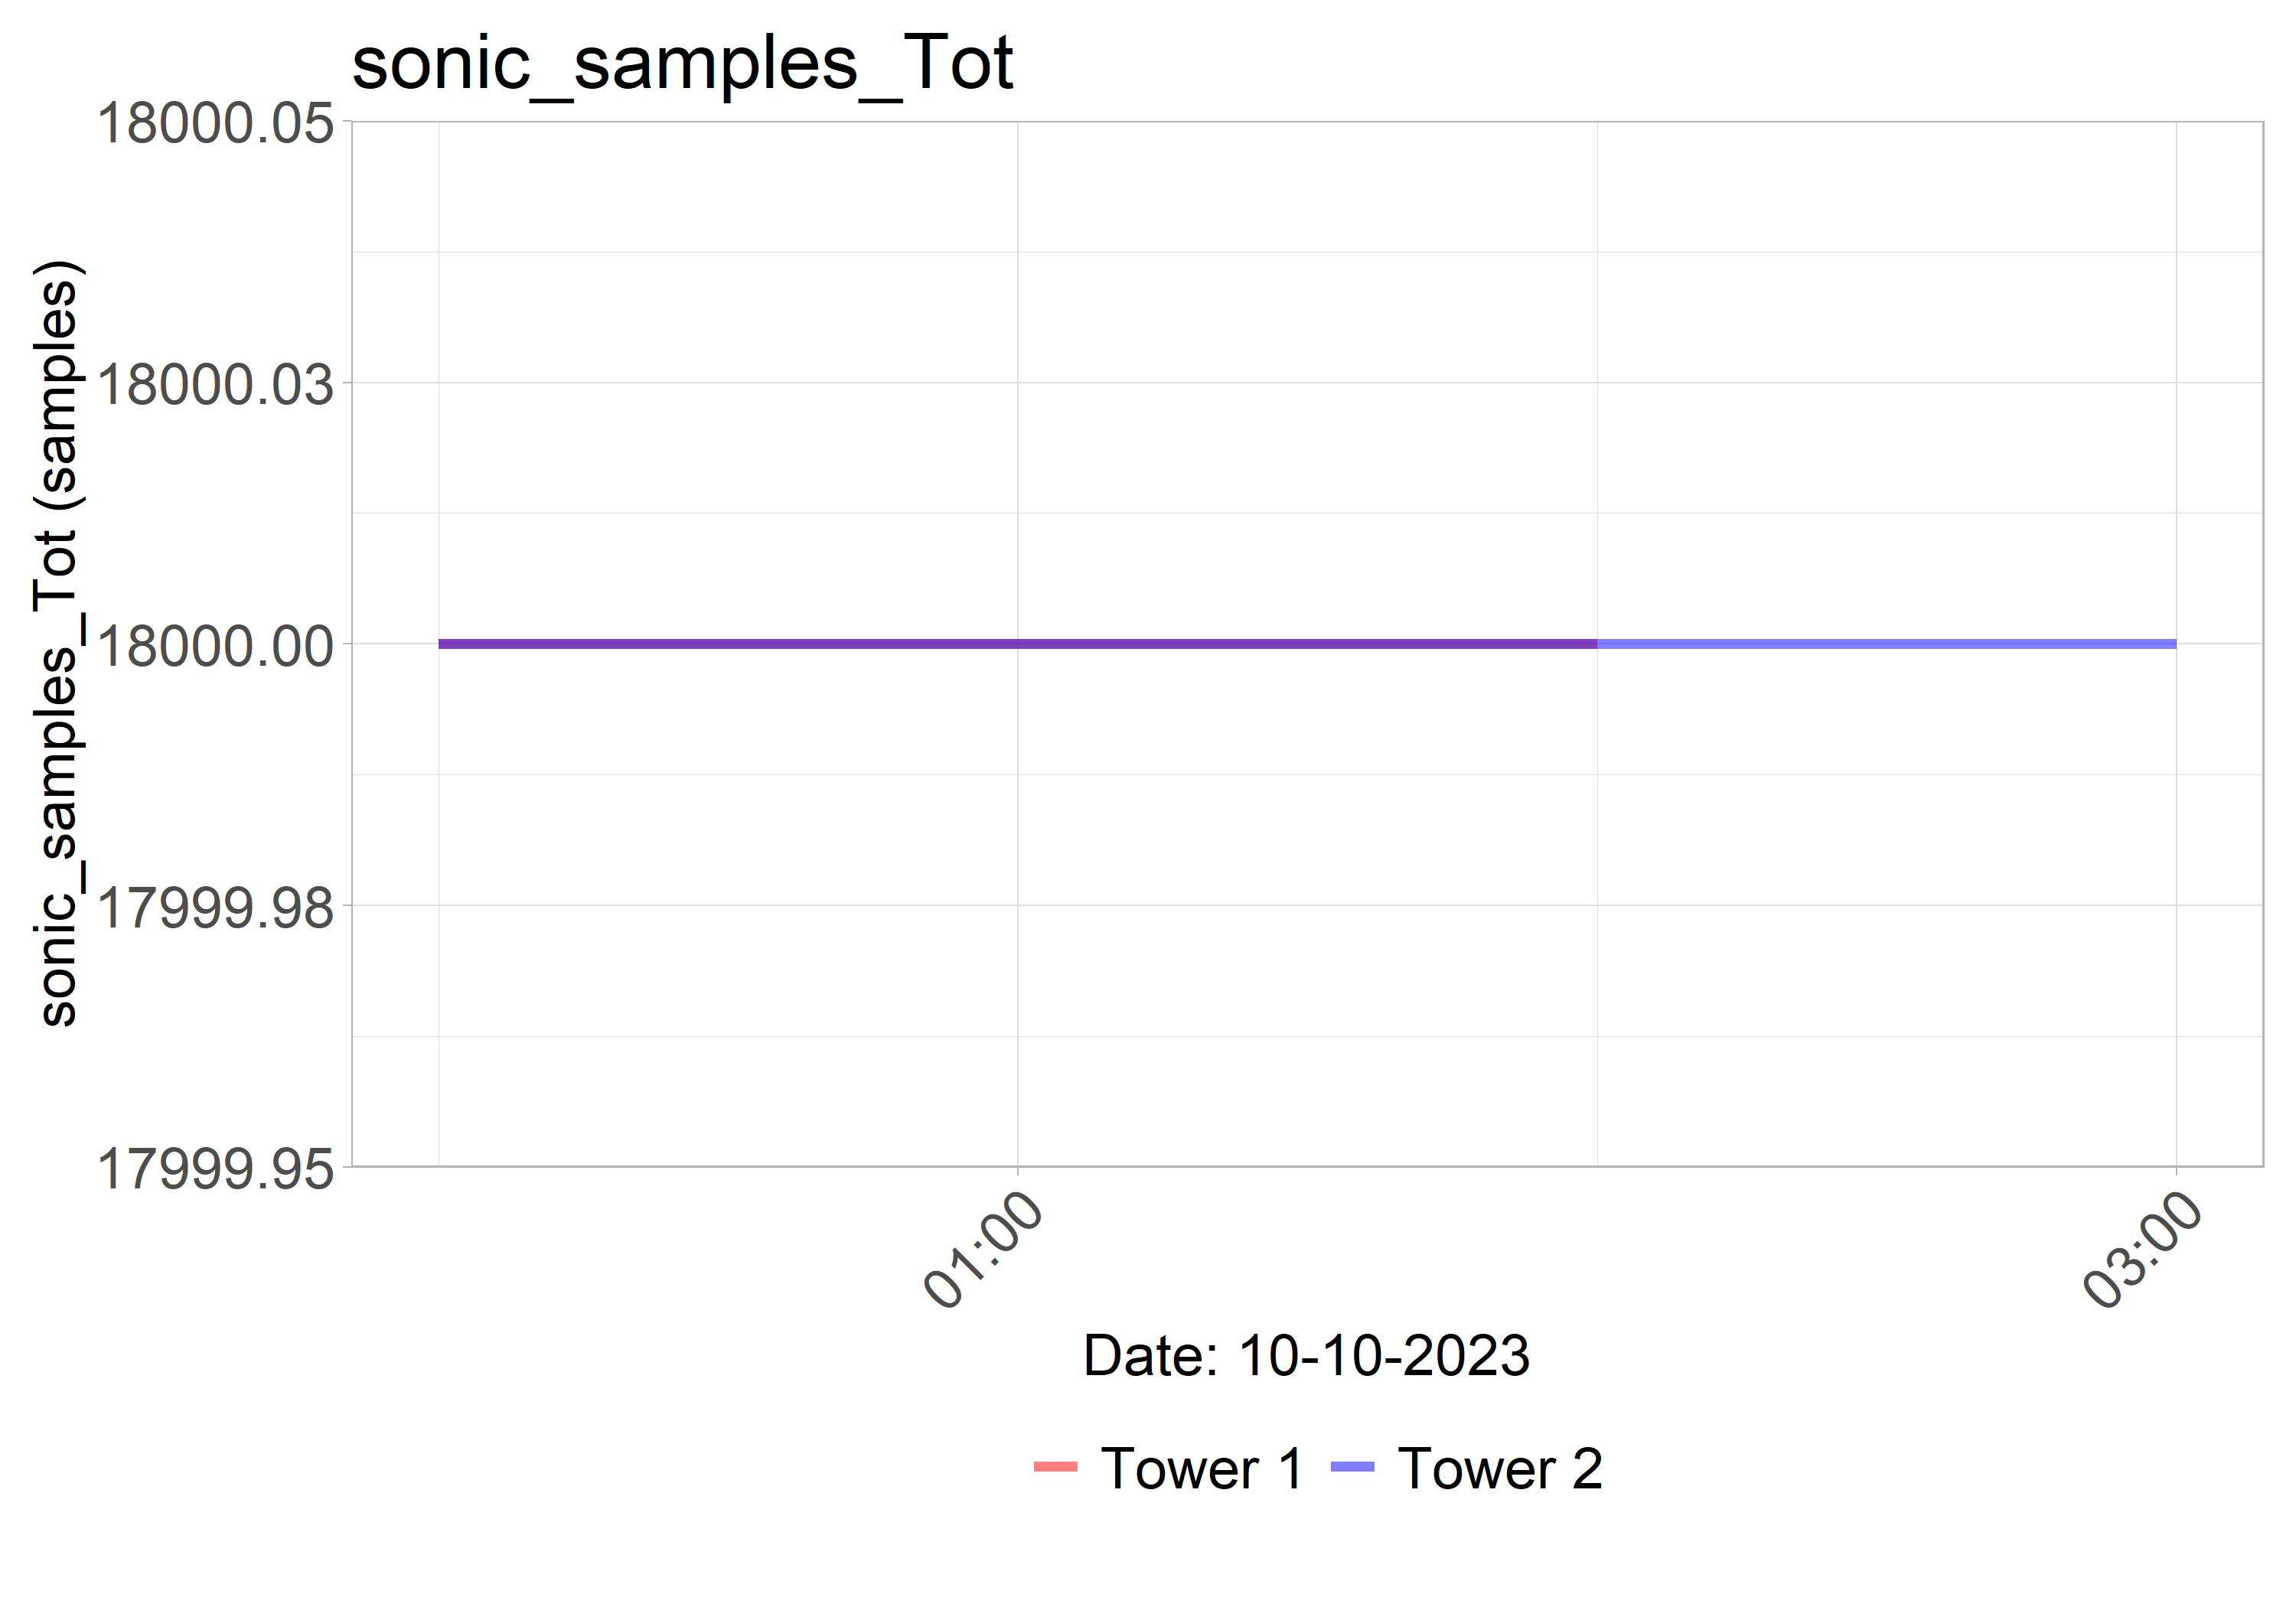 sonic_samples_Tot
sonic_samples_Tot (samples)
18000.05
18000.03
18000.00
17999.98
17999.95
01:00
03:00
Date: 10-10-2023
Tower 1
Tower 2